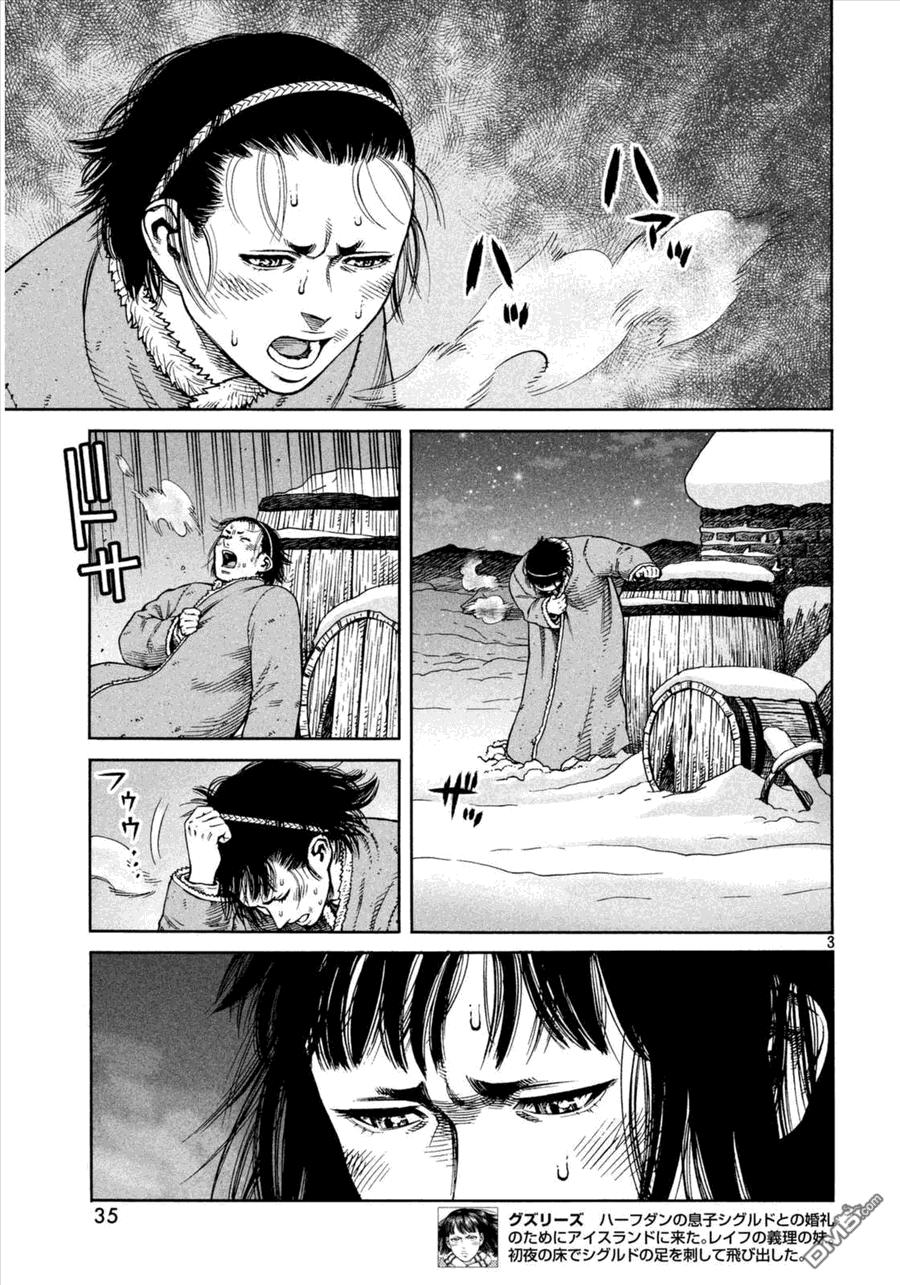 ハッ
ハァッ
ザッ
ドキ
フゥウウ…
3
35
グズリーズ　ハーフダンの息子シグルドとの婚礼
のためにアイスランドに来た。レイフの義理の妹。
初夜の床でシグルドの足を刺して飛び出した。